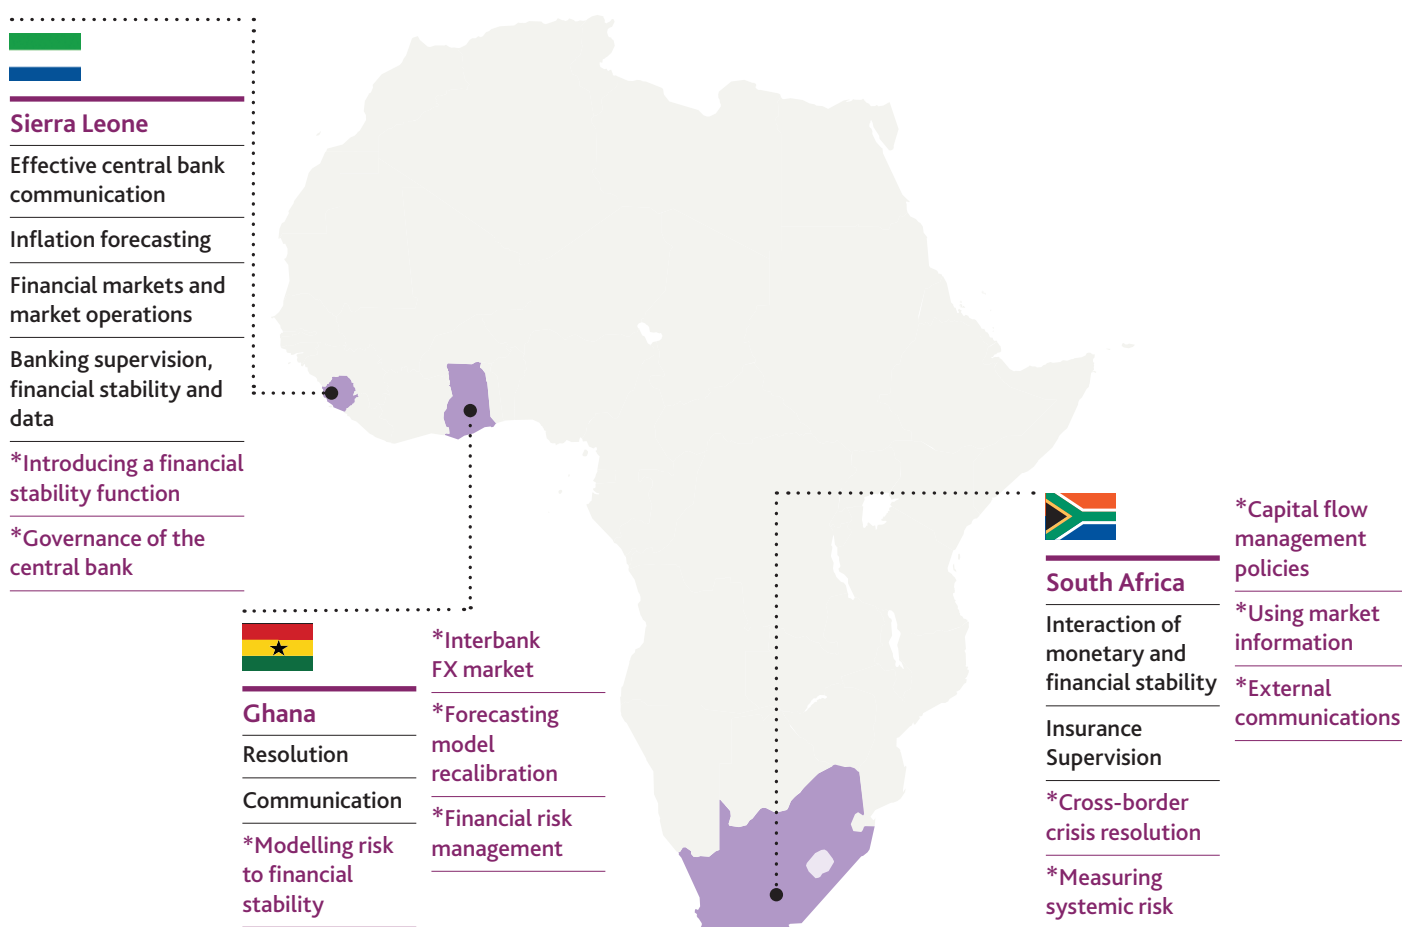 Sierra Leone
Effective central bank
communication
Inflation forecasting
Financial markets and
market operations
Banking supervision,
financial stability and
data
*Introducing a financial
stability function
*Governance of the
central bank
Ghana
Resolution
Communication
*Modelling risk
to financial
stability
*Interbank
FX market
*Forecasting
model
recalibration
*Financial risk
management
South Africa
Interaction of
monetary and
financial stability
Insurance
Supervision
*Cross-border
crisis resolution
*Measuring
systemic risk
*Capital flow
management
policies
*Using market
information
*External
communications